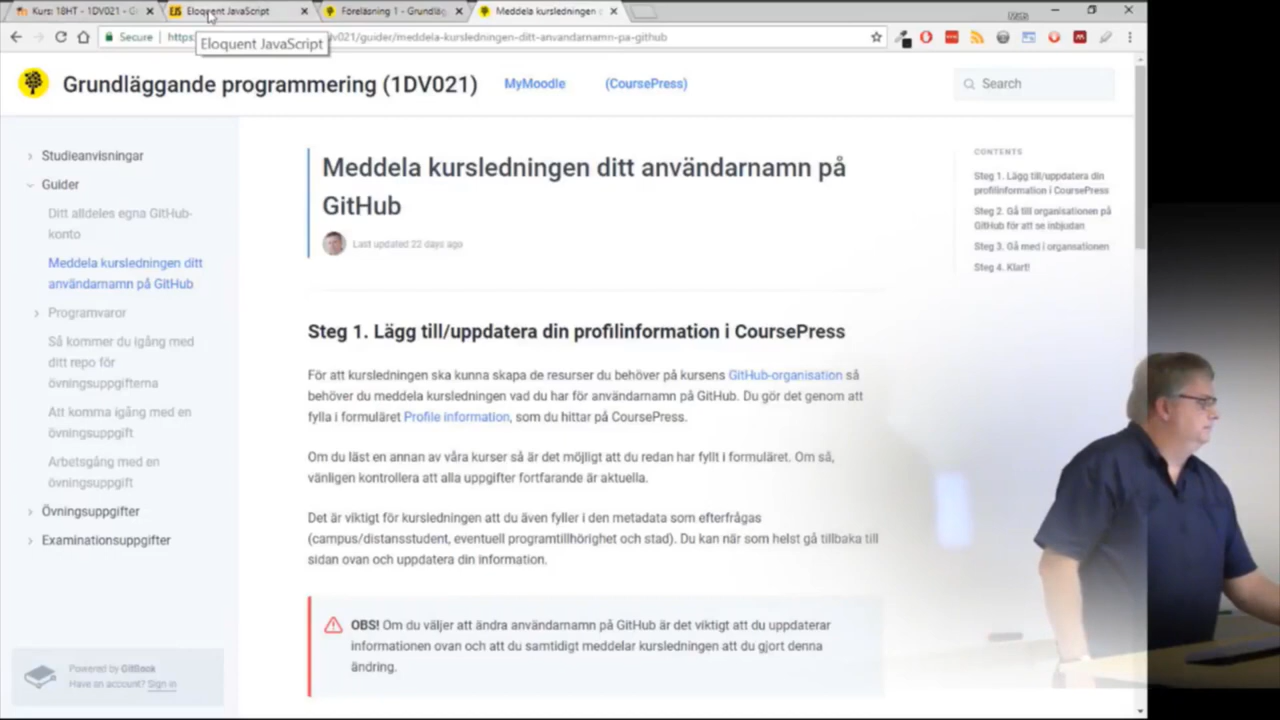 Kurs: 18HT - 1DV021 - G
Eloquent JavaScript
Föreläsning 1 - Grundläg
Meddela kursledningen
Secure
https:
Eloquent JavaScript
v021/guider/meddela-kursledningen-ditt-anvandarnamn-pa-github
Grundläggande programmering (1DV021)
MyMoodle
(CoursePress)
Search
Studieanvisningar
Guider
Ditt alldeles egna GitHub-
konto
Meddela kursledningen ditt
användarnamn på GitHub
Programvaror
Så kommer du igång med
ditt repo för
övningsuppgifterna
Att komma igång med en
övningsuppgift
Arbetsgång med en
övningsuppgift
Övningsuppgifter
Examinationsuppgifter
Powered by GitBook
Have an account? Sign in
Meddela kursledningen ditt användarnamn på
GitHub
Last updated 22 days ago
Steg 1. Lägg till/uppdatera din profilinformation i CoursePress
För att kursledningen ska kunna skapa de resurser du behöver på kursens GitHub-organisation så
behöver du meddela kursledningen vad du har för användarnamn på GitHub. Du gör det genom att
fylla i formuläret Profile information, som du hittar på CoursePress.
Om du läst en annan av våra kurser så är det möjligt att du redan har fyllt i formuläret. Om så,
vänligen kontrollera att alla uppgifter fortfarande är aktuella.
Det är viktigt för kursledningen att du även fyller i den metadata som efterfrågas
(campus/distansstudent, eventuell programtillhörighet och stad). Du kan när som helst gå tillbaka till
sidan ovan och uppdatera din information.
OBS! Om du väljer att ändra användarnamn på GitHub är det viktigt att du uppdaterar
informationen ovan och att du samtidigt meddelar kursledningen att du gjort denna
ändring.
CONTENTS
Steg 1. Lägg till/uppdatera din
profilinformation i CoursePress
Steg 2. Gå till organisationen på
GitHub för att se inbjudan
Steg 3. Gå med i organsationen
Steg 4. Klart!